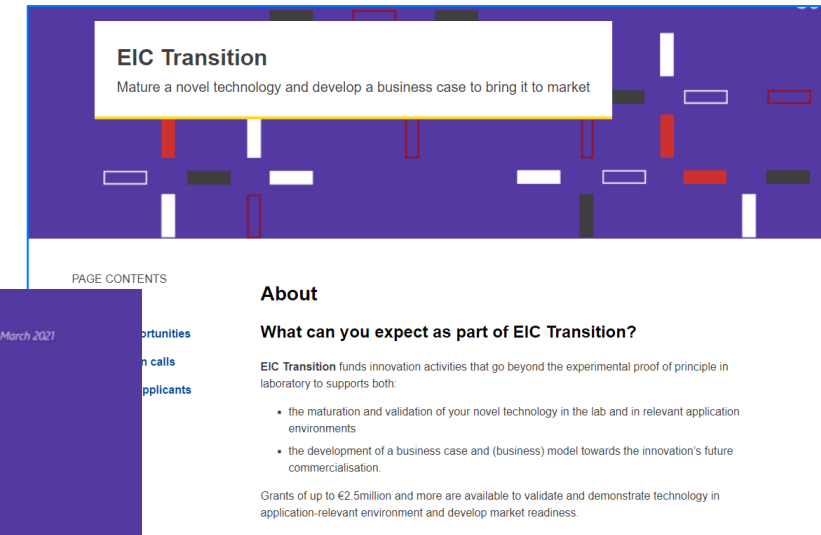 EIC Transition
Mature a novel technology and develop a business case to bring it to market
PAGE CONTENTS
March 2021
About
What can you expect as part of EIC Transition?
EIC Transition funds innovation activities that go beyond the experimental proof of principle in
laboratory to supports both:
• the maturation and validation of your novel technology in the lab and in relevant application
environments
• the development of a business case and (business) model towards the innovation’s future
commercialisation.
Grants of up to €2.5million and more are available to validate and demonstrate technology in
application-relevant environment and develop market readiness.
calls